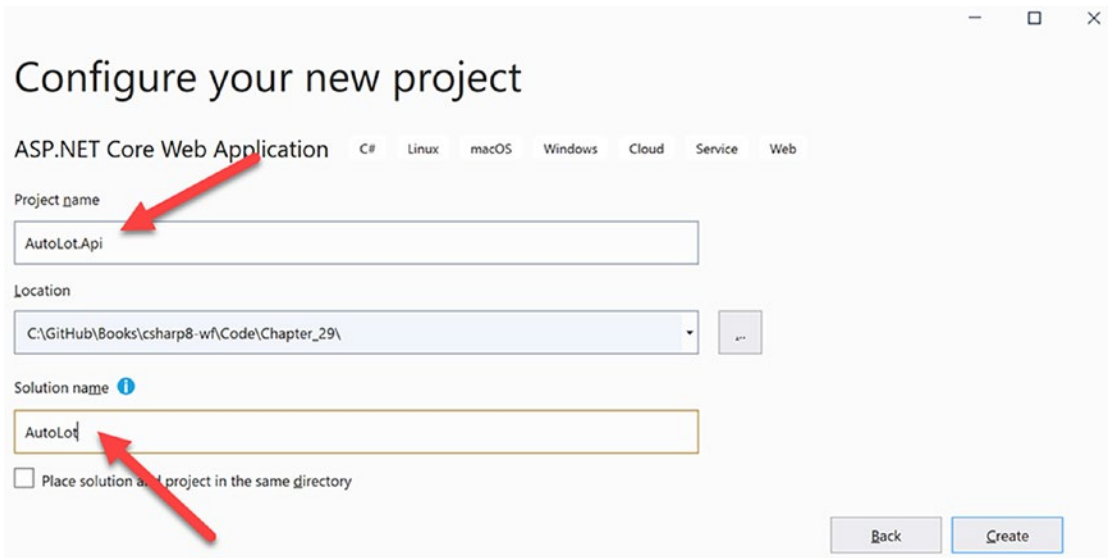 Configure your new project
ASP.NET Core Web Application C# Linux macOS Windows Cloud Service Web
Project name
AutoLot.Api
Location
C:\GitHub\Books\csharp8-wf\Code\Chapter_29\
...
Solution name
AutoLot
Place solution and project in the same directory
Back Create